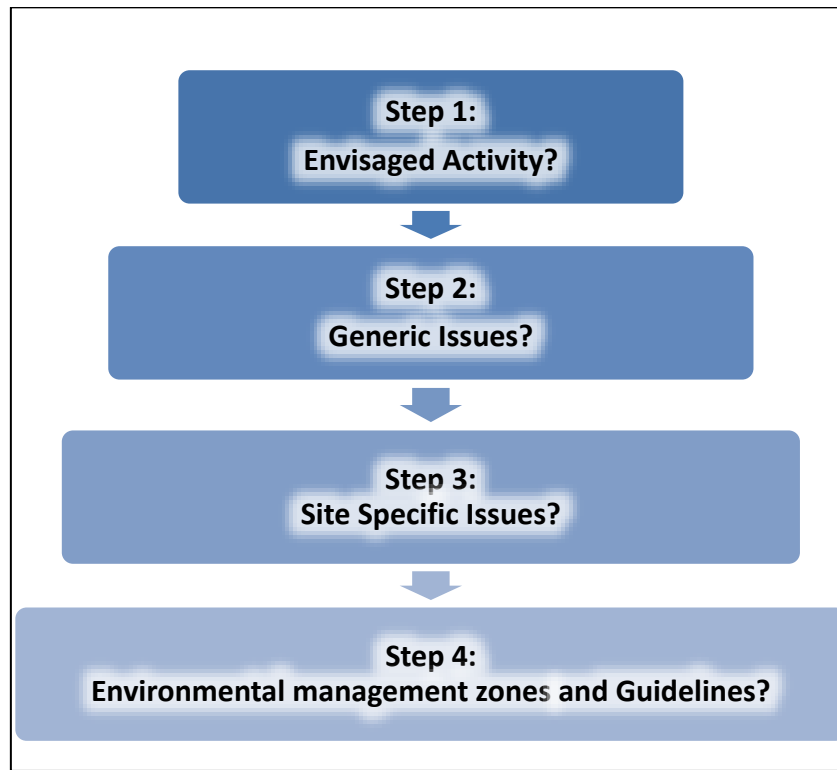 Step 1:
Envisaged Activity?
Step 2:
Generic Issues?
Step 3:
Site Specific Issues?
Step 4:
Environmental management zones and Guidelines?